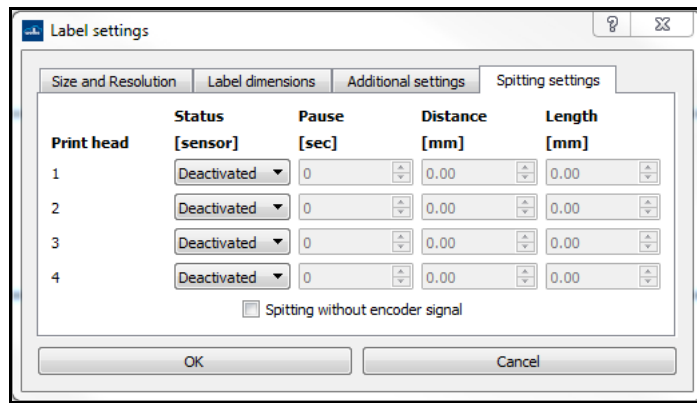 Label settings
Size and Resolution Label dimensions Additional settings Spitting settings
Status Pause Distance Length
Print head [sensor] [sec] [mm] [mm]
1 Deactivated 0 0.00 0.00
2 Deactivated 0 0.00 0.00
3 Deactivated 0 0.00 0.00
4 Deactivated 0 0.00 0.00
Spitting without encoder signal
OK Cancel